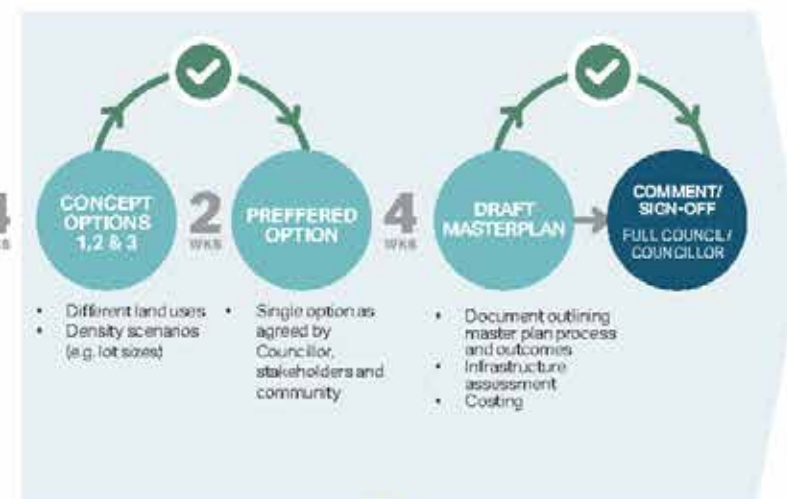 4
WKS
CONCEPT
OPTIONS
1,2 & 3
2
WKS
PREFFERED
OPTION
4
WKS
DRAFT
MASTERPLAN
COMMENT/
SIGN-OFF
FULL COUNCIL/
COUNCILLOR
• Different land uses
• Density scenarios
(e.g. lot sizes)
• Single option as
agreed by
Councillor,
stakeholders and
community
• Document outlining
master plan process
and outcomes
• Infrastructure
assessment
• Costing